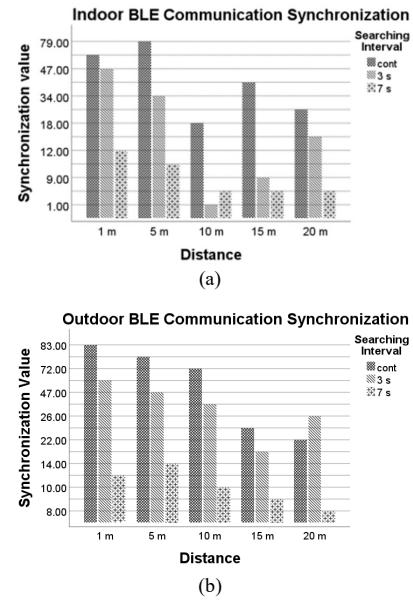 Indoor BLE Communication Synchronization
Synchronization value
79.00
47.00
34.00
18.00
12.00
9.00
1.00
1 m 5 m 10 m 15 m 20 m
Distance
Searching
Interval
cont
3 s
7 s
(a)
Outdoor BLE Communication Synchronization
Synchronization Value
83.00
72.00
47.00
26.00
22.00
14.00
10.00
8.00
1 m 5 m 10 m 15 m 20 m
Distance
Searching
Interval
cont
3 s
7 s
(b)